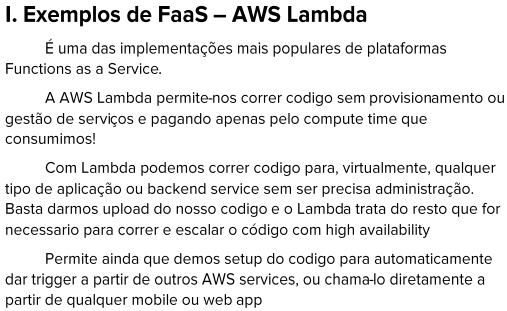 I. Exemplos de FaaS – AWS Lambda
É uma das implementações mais populares de plataformas
Functions as a Service.
A AWS Lambda permite-nos correr codigo sem provisionamento ou
gestão de serviços e pagando apenas pelo compute time que
consumimos!
Com Lambda podemos correr codigo para, virtualmente, qualquer
tipo de aplicação ou backend service sem ser precisa administração.
Basta darmos upload do nosso codigo e o Lambda trata do resto que for
necessario para correr e escalar o código com high availability
Permite ainda que demos setup do codigo para automaticamente
dar trigger a partir de outros AWS services, ou chama-lo diretamente a
partir de qualquer mobile ou web app